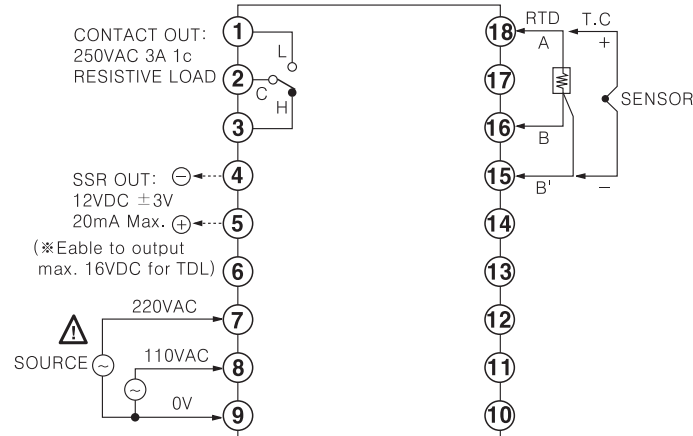 CONTACT OUT:
250VAC 3A 1c
RESISTIVE LOAD
L
C
H
1
2
3
SSR OUT:
12VDC ±3V
20mA Max.
−
+
4
5
(※Eable to output
max. 16VDC for TDL)
6
220VAC
7
SOURCE
110VAC
8
0V
9
18
RTD
T.C
A
+
17
SENSOR
16
B
15
B'
−
14
13
12
11
10